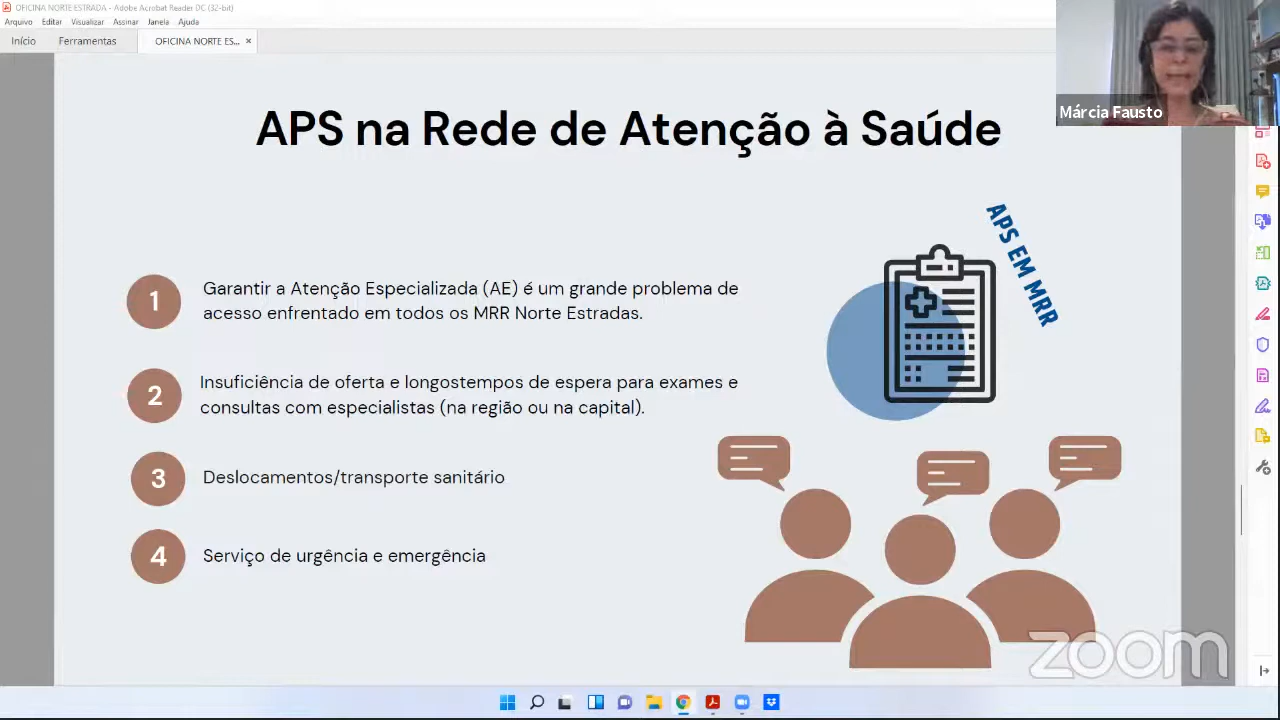 OFICINA NORTE ESTRADA - Adobe Acrobat Reader DC (32-bit)
Arquivo Editar Visualizar Assinar Janela Ajuda
Início Ferramentas OFICINA NORTE ES... ×
Márcia Fausto
APS na Rede de Atenção à Saúde
APS EM MRR
1 Garantir a Atenção Especializada (AE) é um grande problema de
acesso enfrentado em todos os MRR Norte Estradas.
2 Insuficiência de oferta e longostempos de espera para exames e
consultas com especialistas (na região ou na capital).
3 Deslocamentos/transporte sanitário
4 Serviço de urgência e emergência
zoom